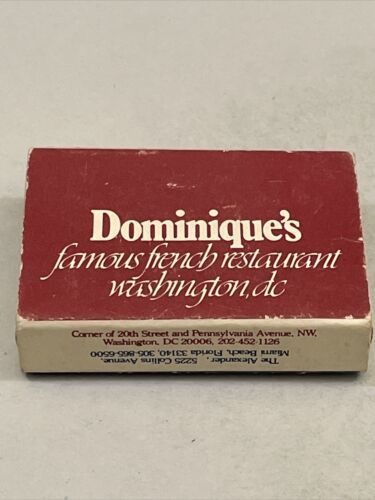 Dominique's
famous french restaurant
washington, dc
Corner of 20th Street and Pennsylvania Avenue, NW,
Washington, DC 20006, 202-452-1126
The Alexander, 5225 Collins Avenue,
Miami Beach, Florida 33140, 305-865-6500